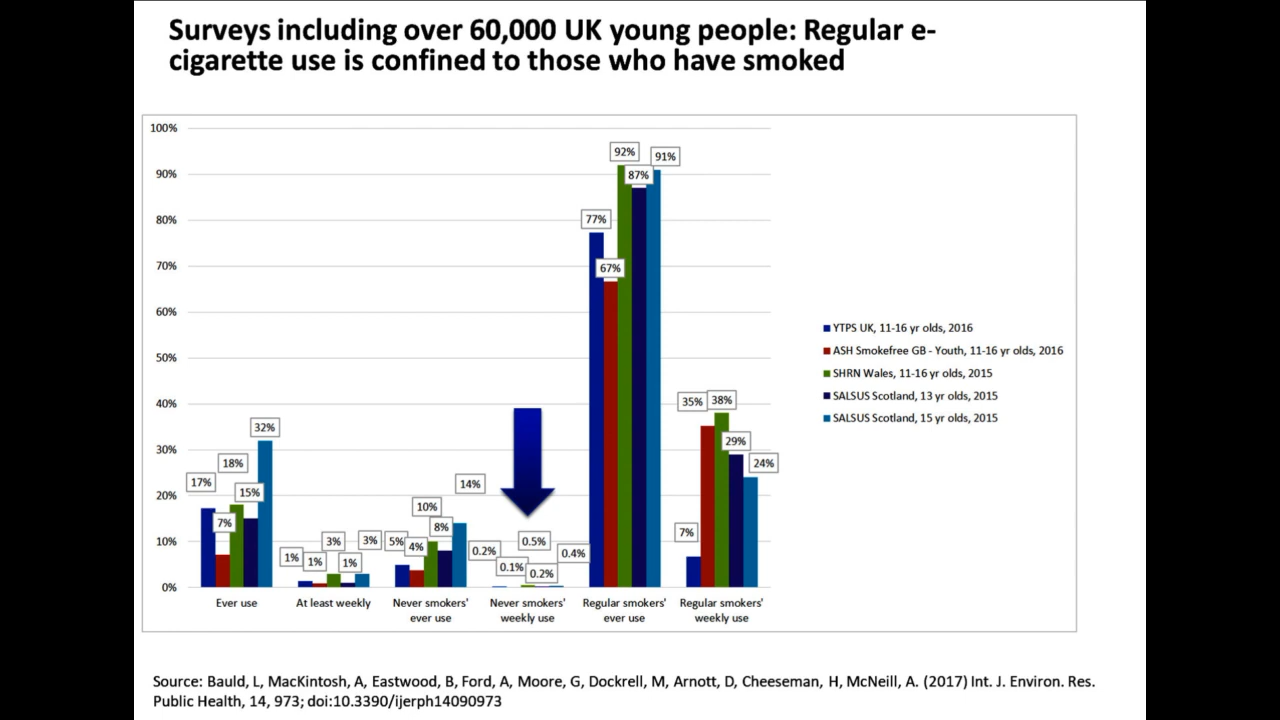 Surveys including over 60,000 UK young people: Regular e-
cigarette use is confined to those who have smoked
100%
90%
80%
70%
60%
50%
40%
30%
20%
10%
0%
17%
7%
18%
15%
32%
1%
1%
3%
1%
3%
5%
4%
10%
8%
14%
0.2%
0.1%
0.5%
0.2%
0.4%
77%
67%
92%
87%
91%
7%
35%
38%
29%
24%
Ever use
At least weekly
Never smokers'
ever use
Never smokers'
weekly use
Regular smokers'
ever use
Regular smokers'
weekly use
YTPS UK, 11-16 yr olds, 2016
ASH Smokefree GB - Youth, 11-16 yr olds, 2016
SHRN Wales, 11-16 yr olds, 2015
SALSUS Scotland, 13 yr olds, 2015
SALSUS Scotland, 15 yr olds, 2015
Source: Bauld, L, MacKintosh, A, Eastwood, B, Ford, A, Moore, G, Dockrell, M, Arnott, D, Cheeseman, H, McNeill, A. (2017) Int. J. Environ. Res.
Public Health, 14, 973; doi:10.3390/ijerph14090973